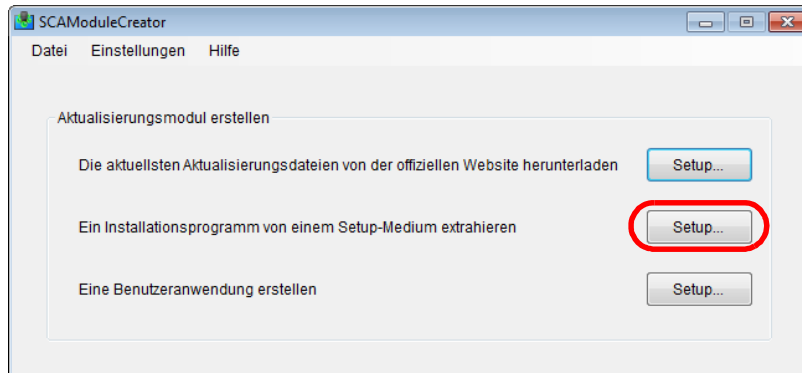 SCAModuleCreator
Datei Einstellungen Hilfe
Aktualisierungsmodul erstellen
Die aktuellsten Aktualisierungsdateien von der offiziellen Website herunterladen Setup...
Ein Installationsprogramm von einem Setup-Medium extrahieren Setup...
Eine Benutzeranwendung erstellen Setup...